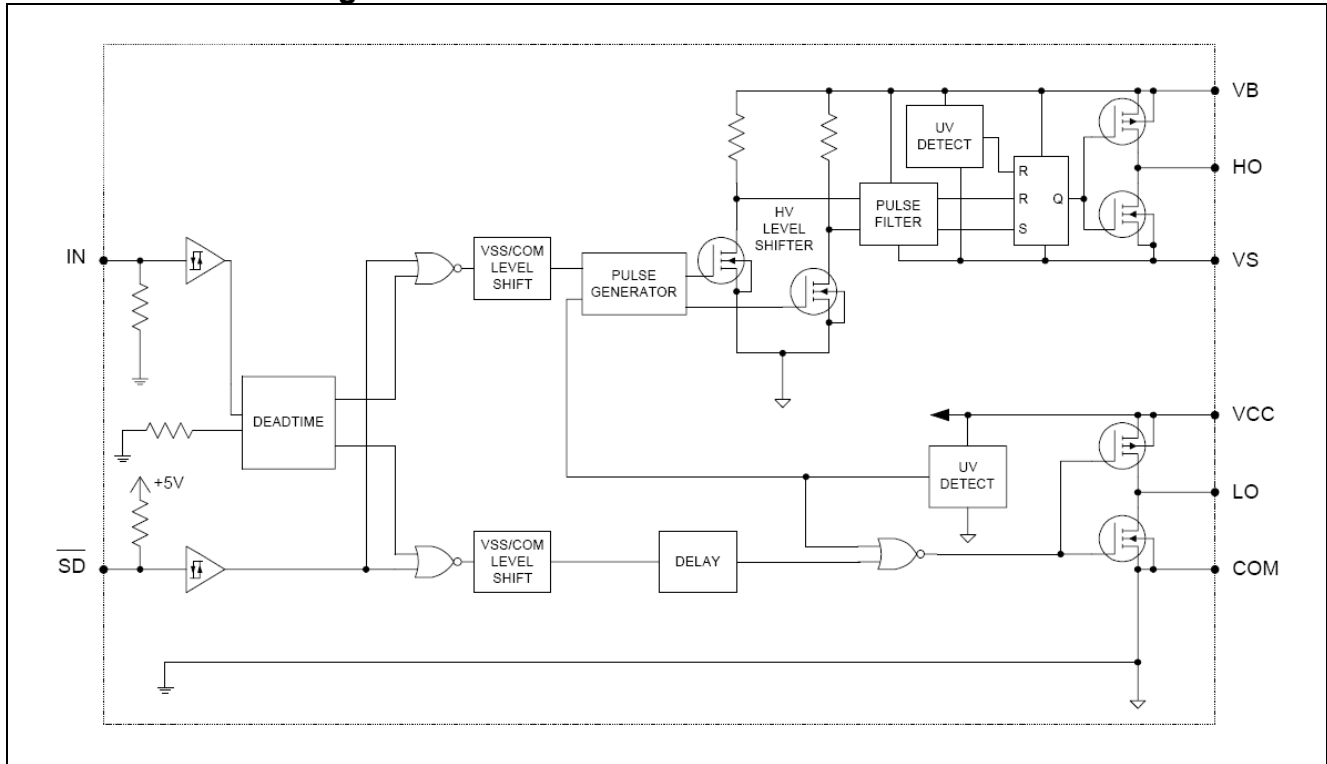 VB
UV
DETECT
R
R
Q
S
HO
PULSE
FILTER
HV
LEVEL
SHIFTER
VS
IN
VSS/COM
LEVEL
SHIFT
PULSE
GENERATOR
DEADTIME
VCC
UV
DETECT
+5V
LO
SD
VSS/COM
LEVEL
SHIFT
DELAY
COM